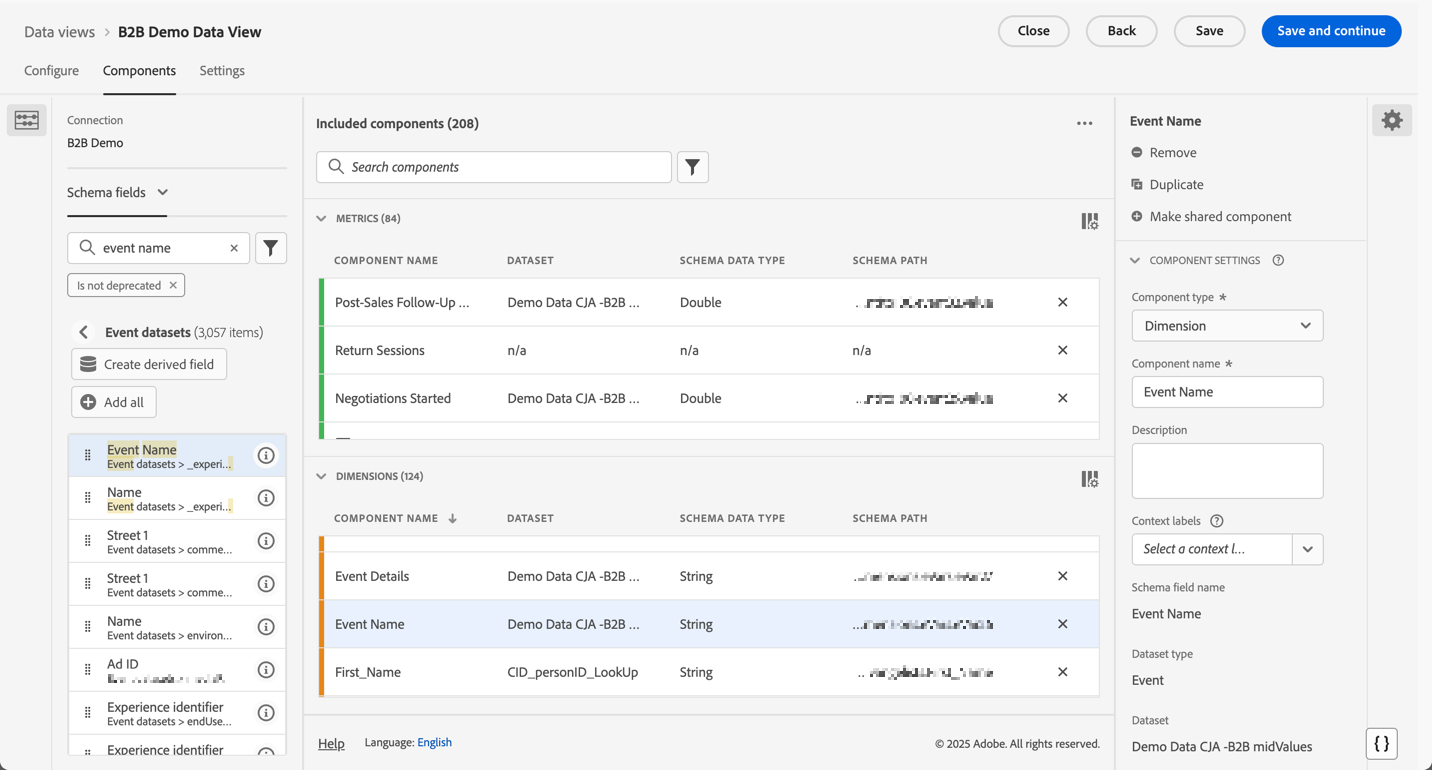 Data views > B2B Demo Data View
Close
Back
Save
Save and continue
Configure
Components
Settings
Connection
B2B Demo
Schema fields
event name
Is not deprecated
Event datasets (3,057 items)
Create derived field
Add all
Event Name
Event datasets > _experi...
Name
Event datasets > _experi...
Street 1
Event datasets > comme...
Street 1
Event datasets > comme...
Name
Event datasets > environ...
Ad ID
Experience identifier
Event datasets > endUse...
Experience identifier
Included components (208)
Search components
METRICS (84)
COMPONENT NAME DATASET SCHEMA DATA TYPE SCHEMA PATH
Post-Sales Follow-Up ... Demo Data CJA -B2B ... Double
Return Sessions n/a n/a n/a
Negotiations Started Demo Data CJA -B2B ... Double
DIMENSIONS (124)
COMPONENT NAME DATASET SCHEMA DATA TYPE SCHEMA PATH
Event Details Demo Data CJA -B2B ... String
Event Name Demo Data CJA -B2B ... String
First_Name CID_personID_LookUp String
Help
Language: English
© 2025 Adobe. All rights reserved.
Event Name
Remove
Duplicate
Make shared component
COMPONENT SETTINGS
Component type *
Dimension
Component name *
Event Name
Description
Context labels
Select a context l...
Schema field name
Event Name
Dataset type
Event
Dataset
Demo Data CJA -B2B midValues